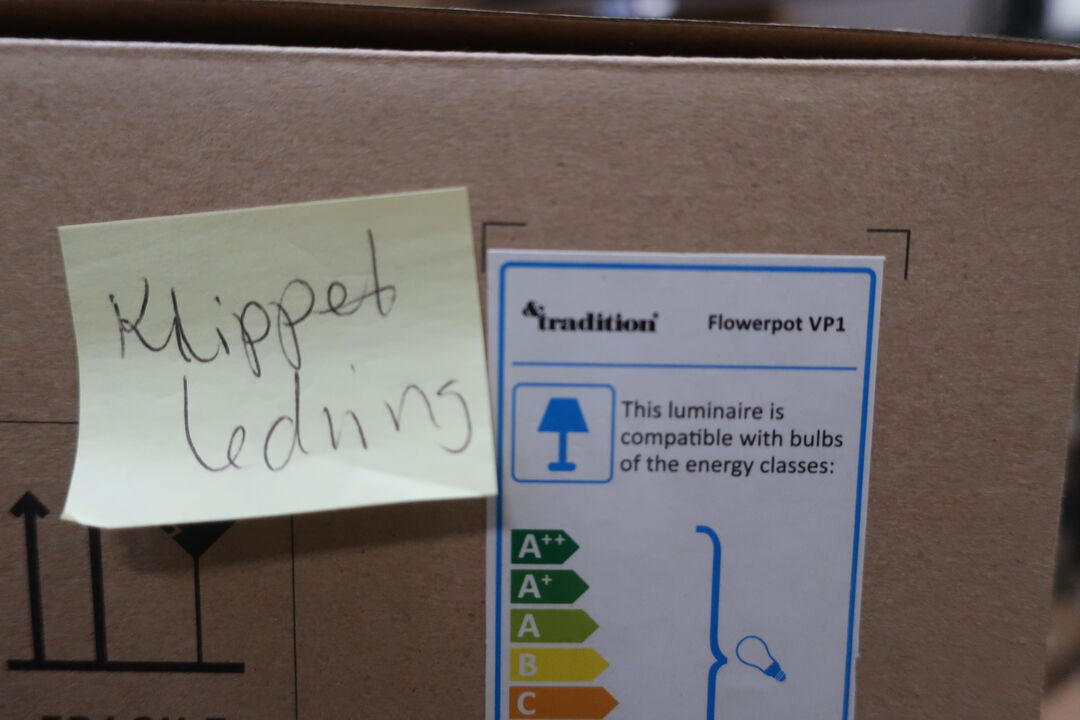 Klippet
ledning
&tradition®
Flowerpot VP1
This luminaire is
compatible with bulbs
of the energy classes:
A++
A+
A
B
C